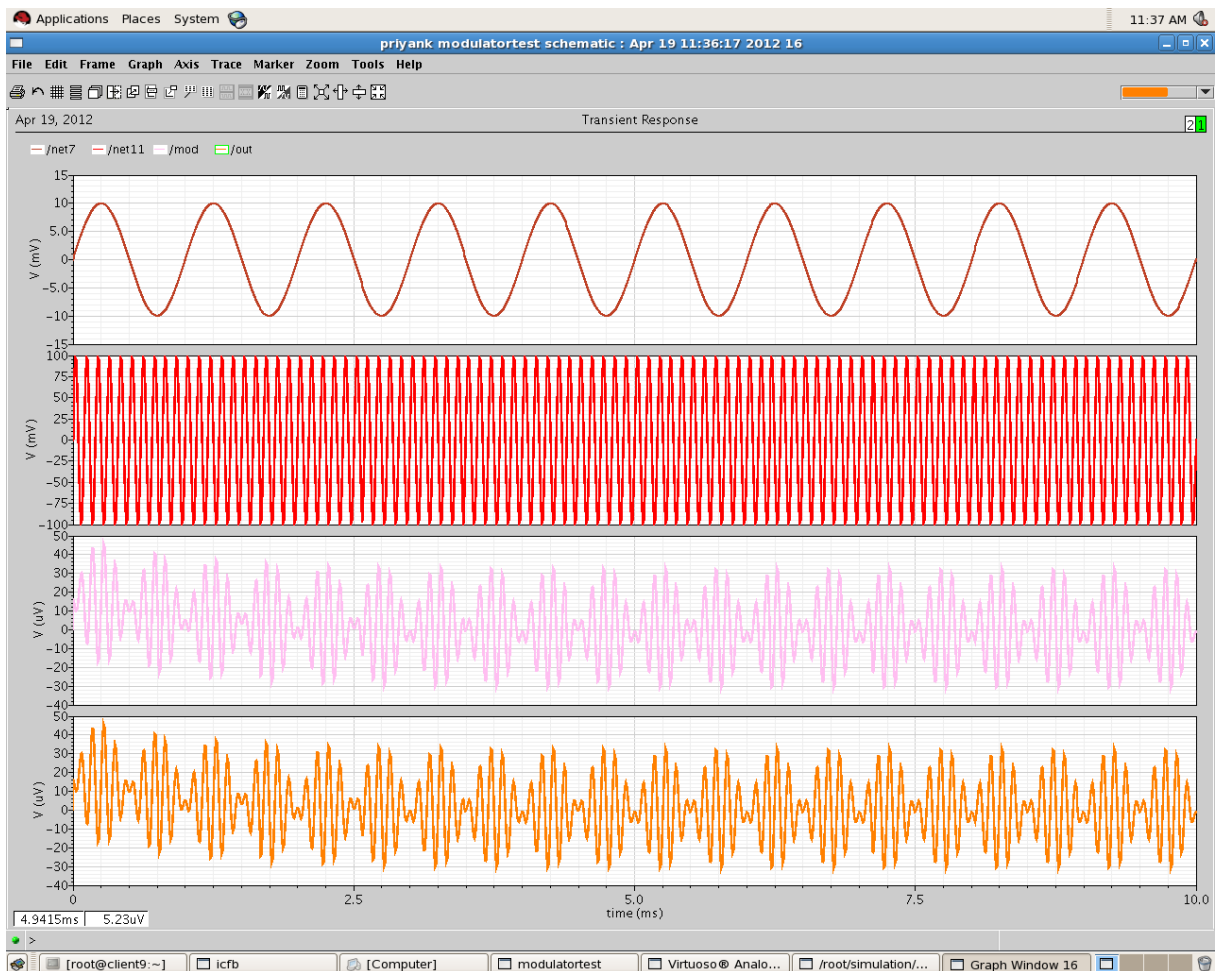 Applications Places System 11:37 AM
priyank modulatortest schematic : Apr 19 11:36:17 2012 16
File Edit Frame Graph Axis Trace Marker Zoom Tools Help
Apr 19, 2012 Transient Response 2 1
/net7 /net11 /mod /out
15
10
5.0
0
-5.0
-10
-15
V (mV)
100
75
50
25
0
-25
-50
-75
-100
V (mV)
50
40
30
20
10
0
-10
-20
-30
-40
V (uV)
50
40
30
20
10
0
-10
-20
-30
-40
V (uV)
0 2.5 5.0 7.5 10.0
time (ms)
4.9415ms 5.23uV
>
[root@client9:~] icfb [Computer] modulatortest Virtuoso® Analo... /root/simulation/... Graph Window 16